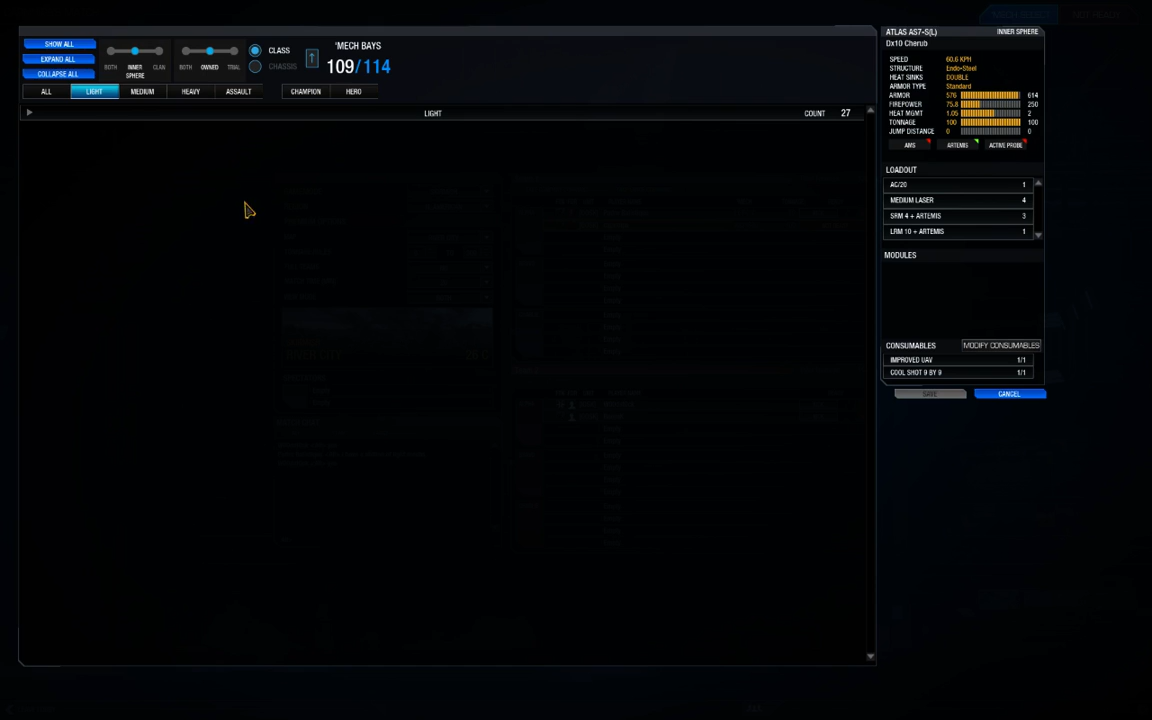 SHOW ALL
EXPAND ALL
COLLAPSE ALL
BOTH INNER SPHERE CLAN
BOTH OWNED TRIAL
CLASS
CHASSIS
'MECH BAYS
109/114
ALL LIGHT MEDIUM HEAVY ASSAULT CHAMPION HERO
LIGHT COUNT 27
ATLAS AS7-S(L) INNER SPHERE
Dx10 Cherub
SPEED 60.6 KPH
STRUCTURE Endo-Steel
HEAT SINKS DOUBLE
ARMOR TYPE Standard
ARMOR 576 614
FIREPOWER 75.8 250
HEAT MGMT 1.05 2
TONNAGE 100 100
JUMP DISTANCE 0 0
AMS ARTEMIS ACTIVE PROBE
LOADOUT
AC/20 1
MEDIUM LASER 4
SRM 4 + ARTEMIS 3
LRM 10 + ARTEMIS 1
MODULES
CONSUMABLES MODIFY CONSUMABLES
IMPROVED UAV 1/1
COOL SHOT 9 BY 9 1/1
SAVE CANCEL